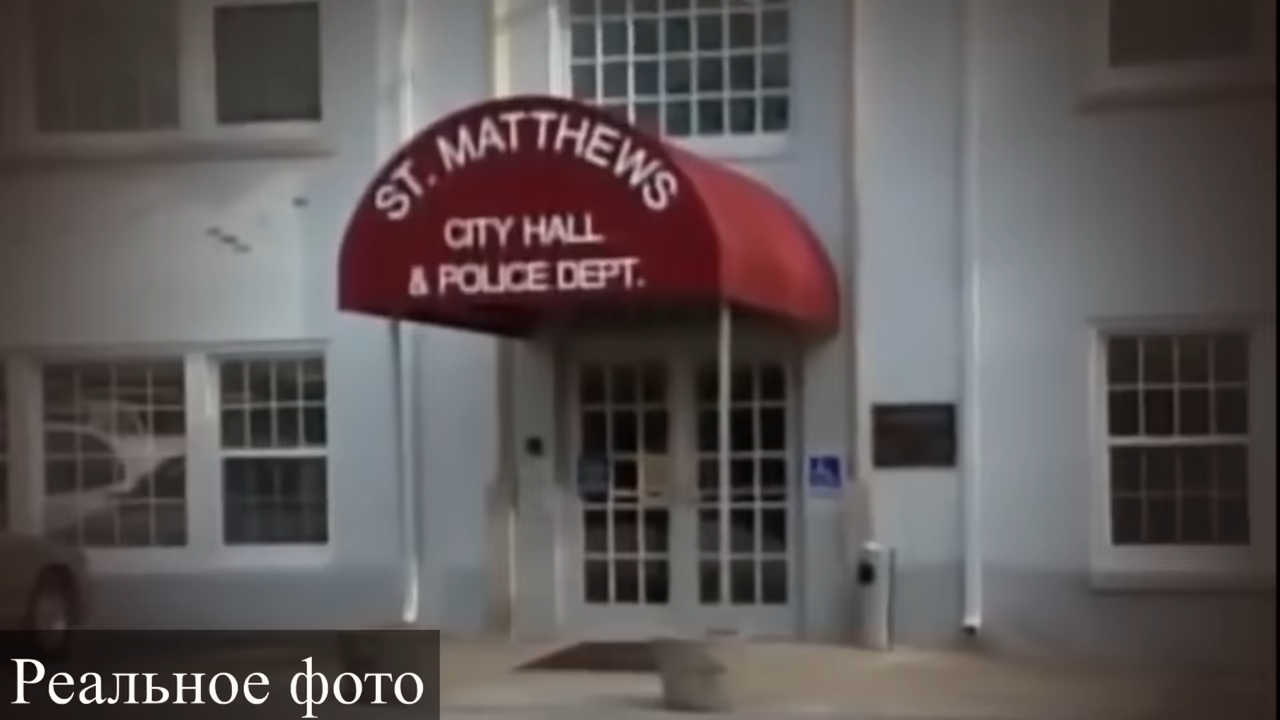 ST. MATTHEWS
CITY HALL
& POLICE DEPT.
Реальное фото